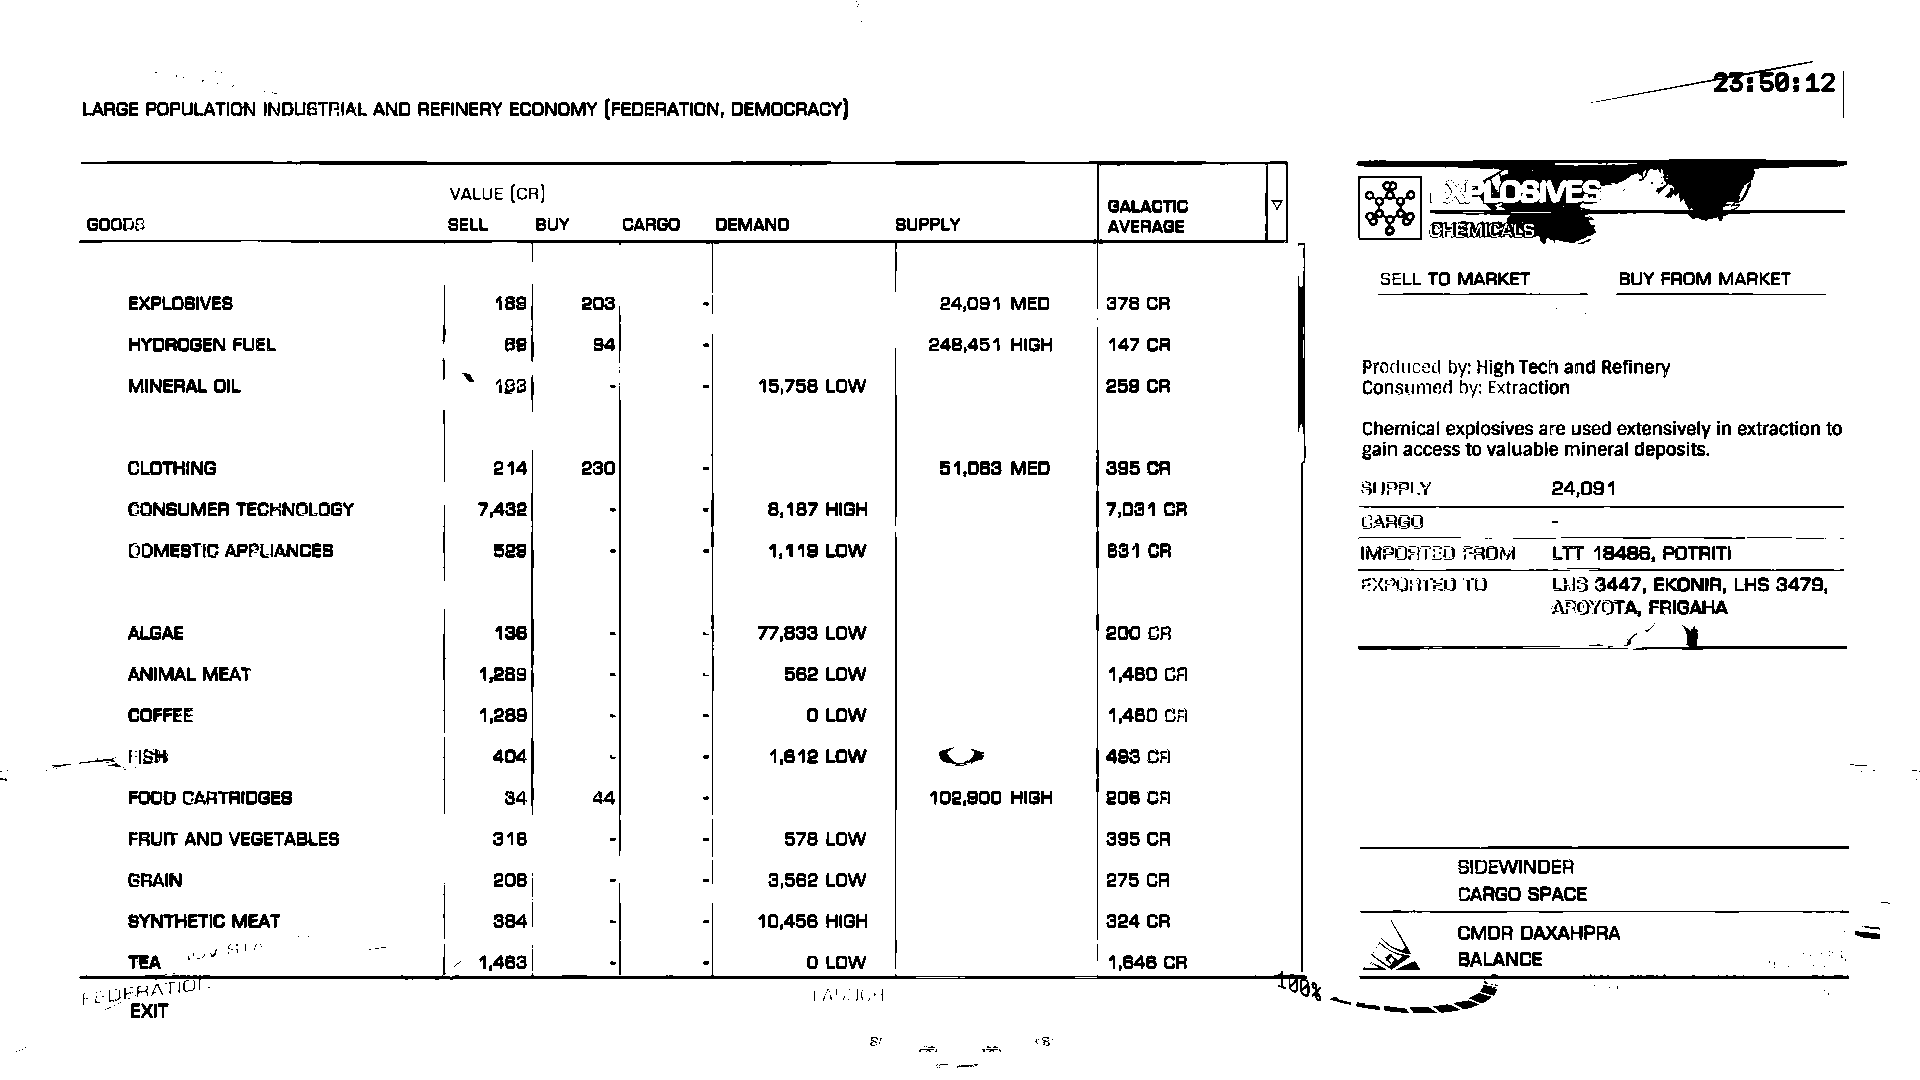 23:50:12
LARGE POPULATION INDUSTRIAL AND REFINERY ECONOMY (FEDERATION, DEMOCRACY)
VALUE (CR)
GOODS SELL BUY CARGO DEMAND SUPPLY GALACTIC AVERAGE
EXPLOSIVES 189 203 - 24,091 MED 378 CR
HYDROGEN FUEL 89 94 - 248,451 HIGH 147 CR
MINERAL OIL - - 15,758 LOW 259 CR
CLOTHING 214 230 - 51,063 MED 395 CR
CONSUMER TECHNOLOGY 7,432 - - 8,187 HIGH 7,031 CR
DOMESTIC APPLIANCES 529 - - 1,119 LOW 631 CR
ALGAE 136 - - 77,833 LOW 200 CR
ANIMAL MEAT 1,289 - - 562 LOW 1,460 CR
COFFEE 1,289 - - 0 LOW 1,460 CR
FISH 404 - - 1,612 LOW 493 CR
FOOD CARTRIDGES 34 44 - 102,900 HIGH 206 CR
FRUIT AND VEGETABLES 316 - - 578 LOW 395 CR
GRAIN 206 - - 3,562 LOW 275 CR
SYNTHETIC MEAT 384 - - 10,456 HIGH 324 CR
TEA 1,463 - - 0 LOW 1,646 CR
FEDERATION
EXIT
EXPLOSIVES
CHEMICALS
SELL TO MARKET BUY FROM MARKET
Produced by: High Tech and Refinery
Consumed by: Extraction
Chemical explosives are used extensively in extraction to
gain access to valuable mineral deposits.
SUPPLY 24,091
CARGO -
IMPORTED FROM LTT 18486, POTRITI
EXPORTED TO LHS 3447, EKONIR, LHS 3479,
AROYOTA, FRIGAHA
SIDEWINDER
CARGO SPACE
CMDR DAXAHPRA
BALANCE
100%